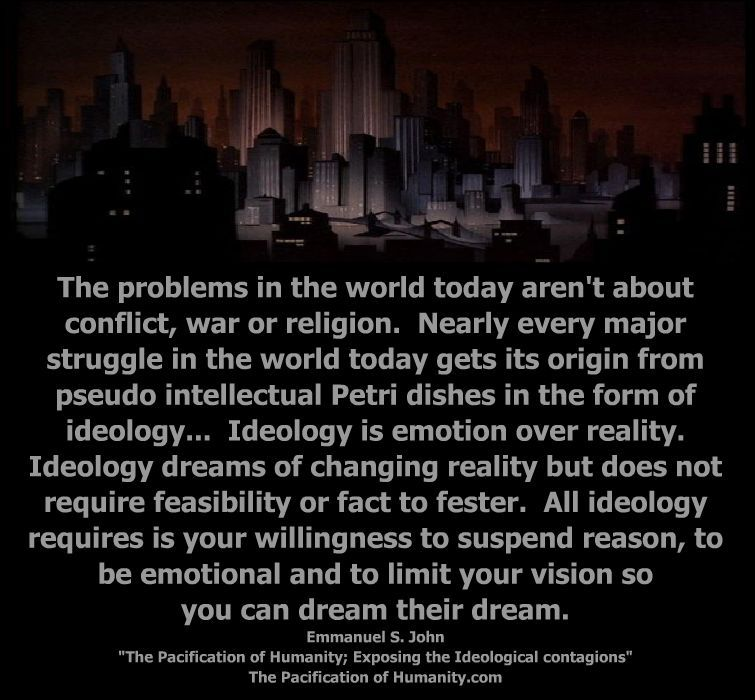 The problems in the world today aren't about
conflict, war or religion.  Nearly every major
struggle in the world today gets its origin from
pseudo intellectual Petri dishes in the form of
ideology...  Ideology is emotion over reality.
Ideology dreams of changing reality but does not
require feasibility or fact to fester.  All ideology
requires is your willingness to suspend reason, to
be emotional and to limit your vision so
you can dream their dream.
Emmanuel S. John
"The Pacification of Humanity; Exposing the Ideological contagions"
The Pacification of Humanity.com